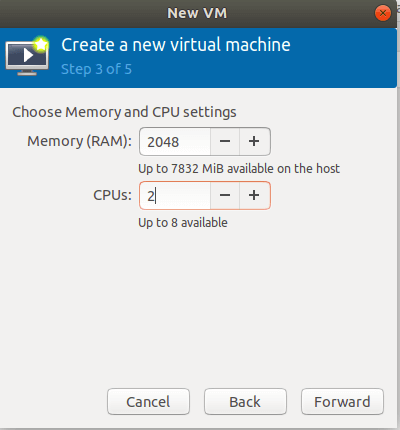 New VM
Create a new virtual machine
Step 3 of 5
Choose Memory and CPU settings
Memory (RAM): 2048 − +
Up to 7832 MiB available on the host
CPUs: 2 − +
Up to 8 available
Cancel Back Forward